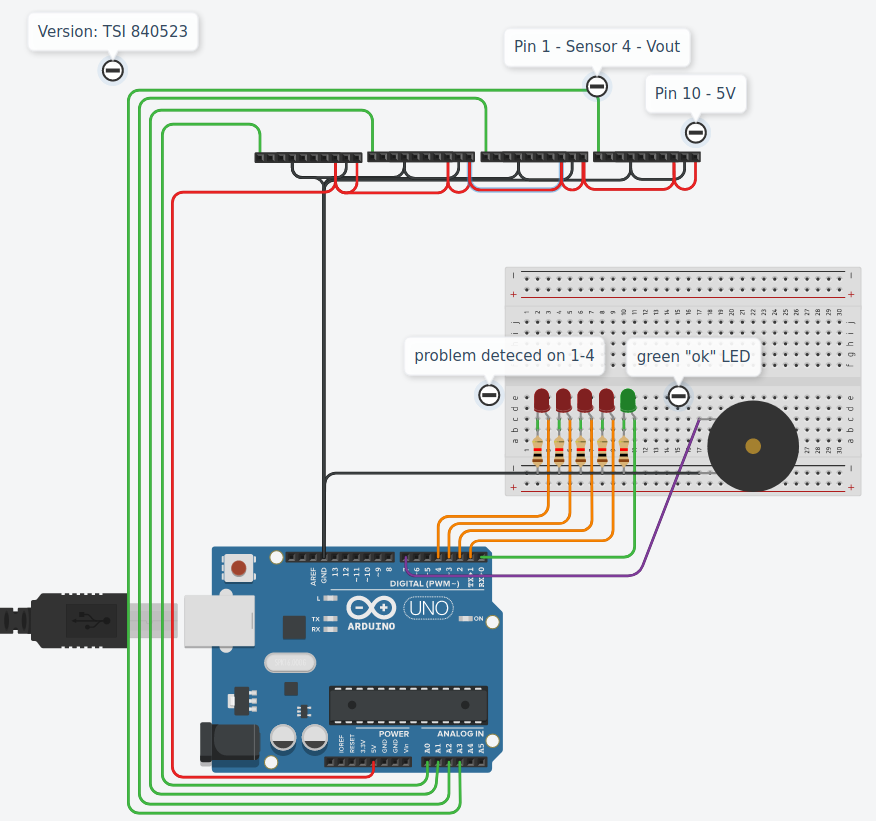 Version: TSI 840523
Pin 1 - Sensor 4 - Vout
Pin 10 - 5V
problem deteced on 1-4
green "ok" LED
AREF
GND
13
12
~11
~10
~9
8
7
~6
~5
4
~3
2
TX→1
RX←0
DIGITAL (PWM~)
L
TX
RX
ARDUINO
UNO
ON
POWER
ANALOG IN
IOREF
RESET
3.3V
5V
GND
GND
Vin
A0
A1
A2
A3
A4
A5